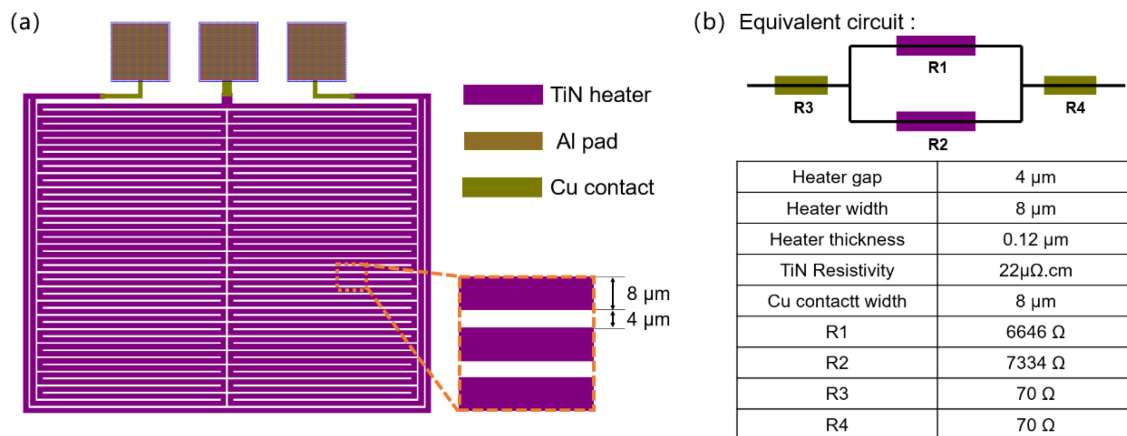 (a)
TiN heater
Al pad
Cu contact
8 μm
4 μm
(b) Equivalent circuit :
R1
R3
R4
R2
Heater gap 4 μm
Heater width 8 μm
Heater thickness 0.12 μm
TiN Resistivity 22μΩ.cm
Cu contactt width 8 μm
R1 6646 Ω
R2 7334 Ω
R3 70 Ω
R4 70 Ω